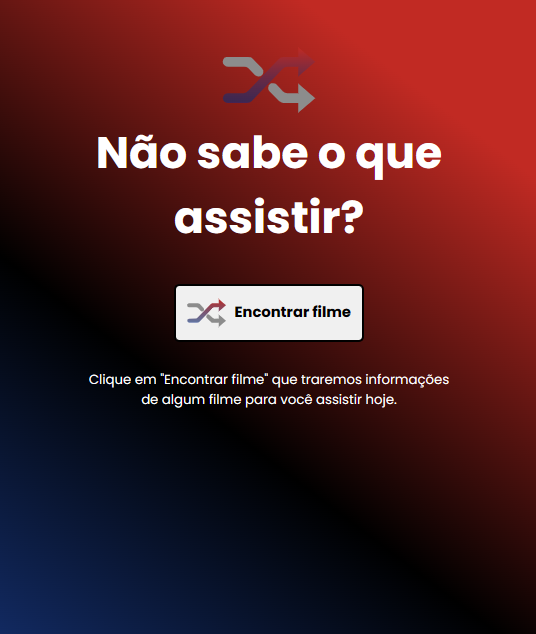 Não sabe o que
assistir?
Encontrar filme
Clique em "Encontrar filme" que traremos informações
de algum filme para você assistir hoje.